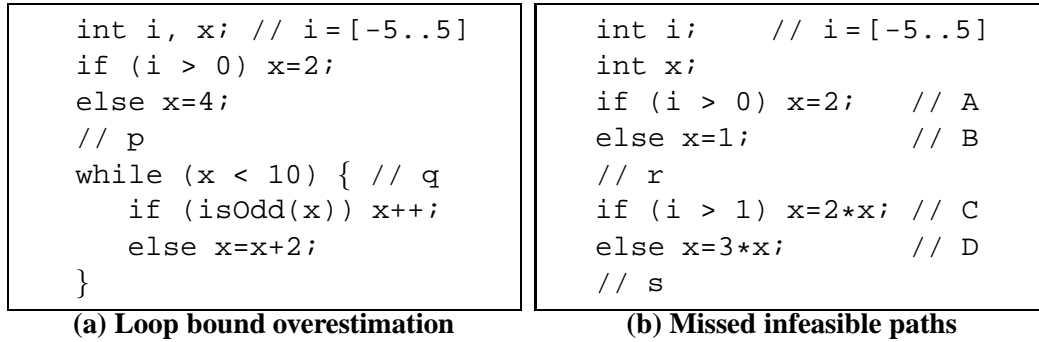 int i, x; // i=[-5..5]
if (i > 0) x=2;
else x=4;
// p
while (x < 10) { // q
if (isOdd(x)) x++;
else x=x+2;
}
(a) Loop bound overestimation
int i; // i=[-5..5]
int x;
if (i > 0) x=2; // A
else x=1; // B
// r
if (i > 1) x=2*x; // C
else x=3*x; // D
// s
(b) Missed infeasible paths